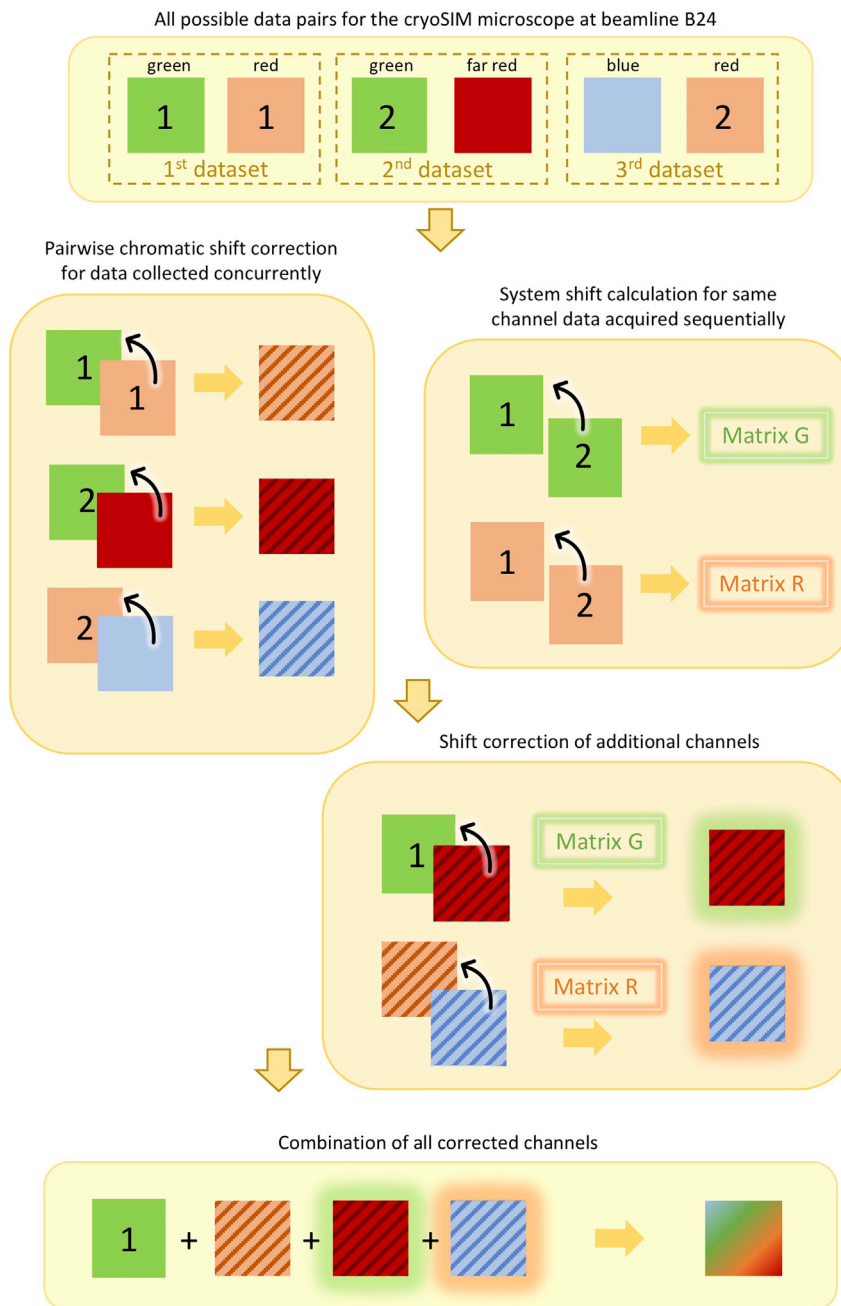 All possible data pairs for the cryoSIM microscope at beamline B24
green red green far red blue red
1 1 2 2
1st dataset 2nd dataset 3rd dataset
Pairwise chromatic shift correction
for data collected concurrently
System shift calculation for same
channel data acquired sequentially
1
1
2
2
1
2
Matrix G
1
2
Matrix R
Shift correction of additional channels
1
Matrix G
Matrix R
Combination of all corrected channels
1 + + +